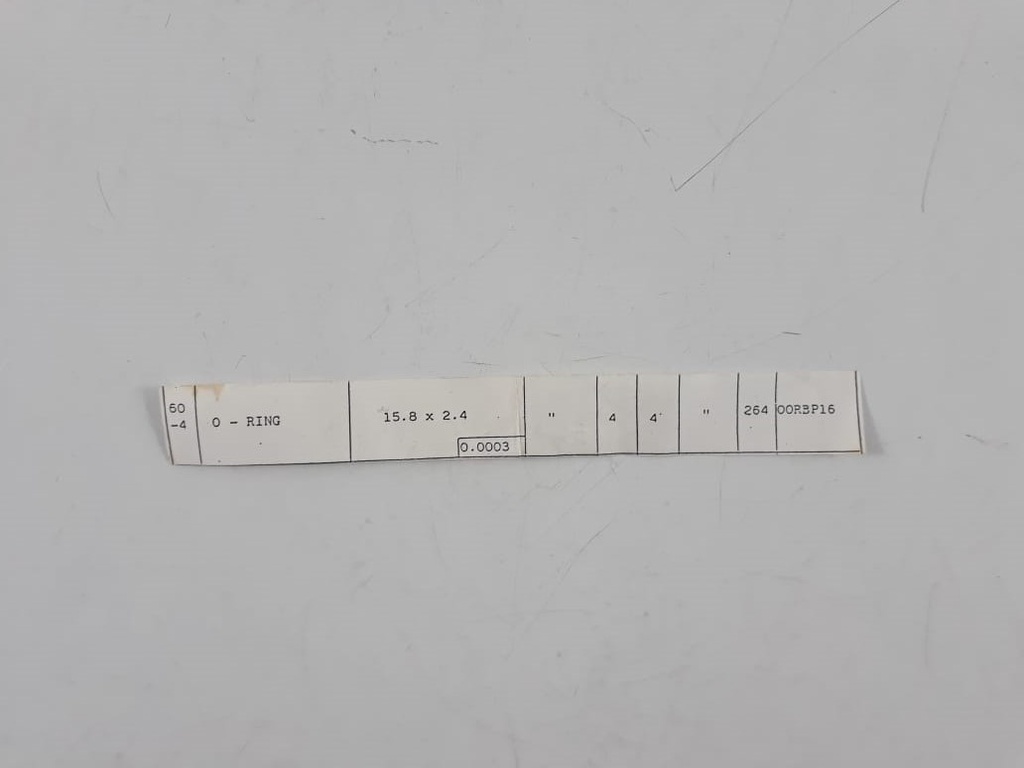 60
-4
O - RING
15.8 x 2.4
0.0003
"
4
4
"
264
OORBP16